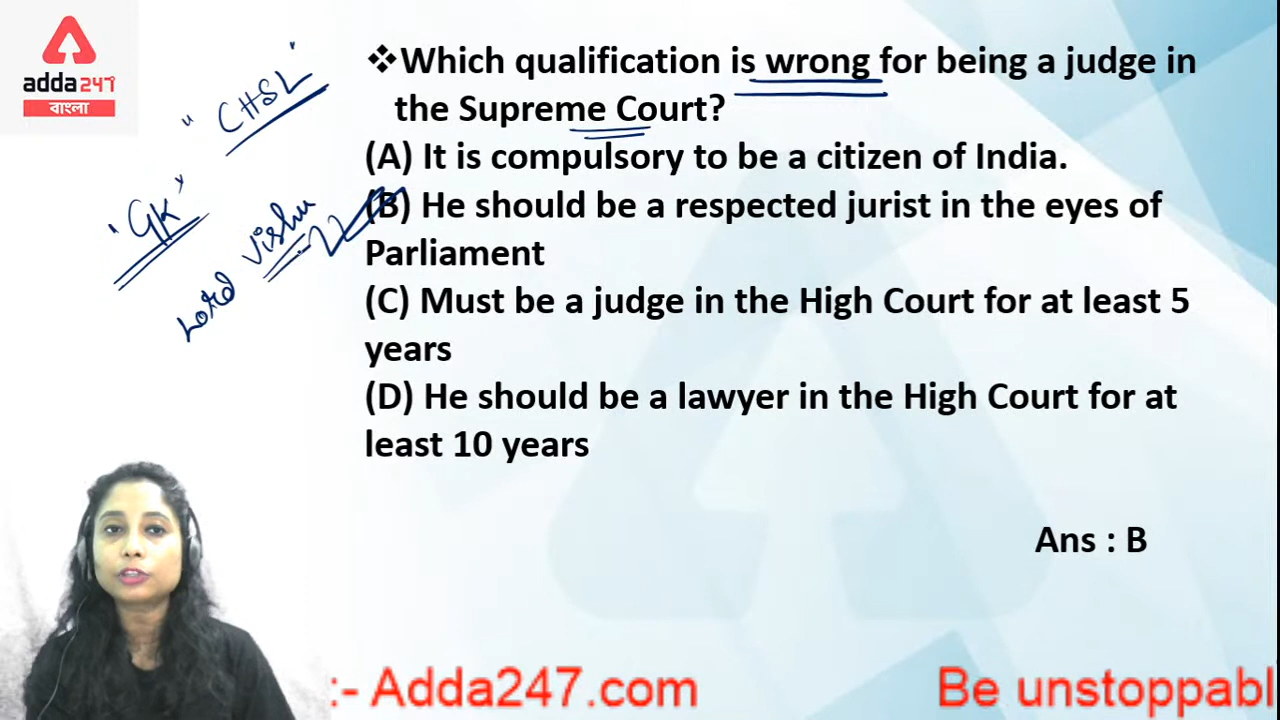 adda247
বাংলা
"CHSL"
"GK"
Lord Vishu
❖Which qualification is wrong for being a judge in
the Supreme Court?
(A) It is compulsory to be a citizen of India.
(B) He should be a respected jurist in the eyes of
Parliament
(C) Must be a judge in the High Court for at least 5
years
(D) He should be a lawyer in the High Court for at
least 10 years
Ans : B
:- Adda247.com Be unstoppabl